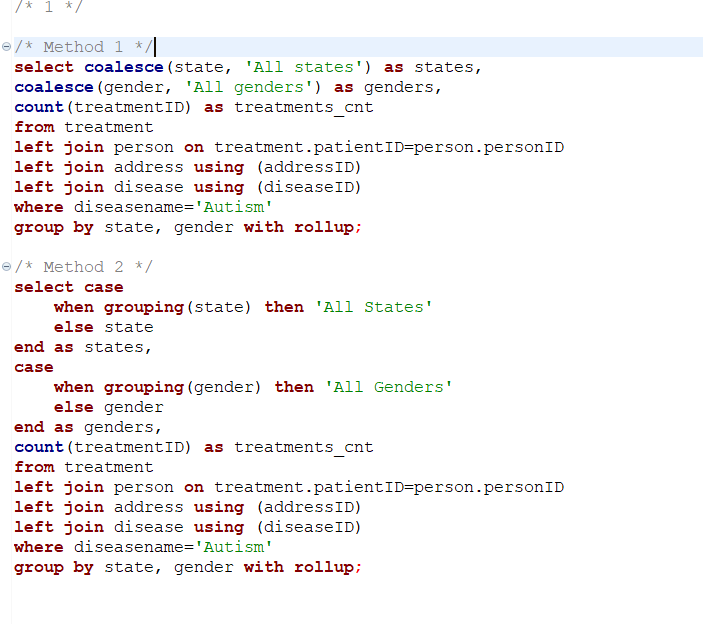 /* 1 */
/* Method 1 */
select coalesce(state, 'All states') as states,
coalesce(gender, 'All genders') as genders,
count(treatmentID) as treatments_cnt
from treatment
left join person on treatment.patientID=person.personID
left join address using (addressID)
left join disease using (diseaseID)
where diseasename='Autism'
group by state, gender with rollup;
/* Method 2 */
select case
    when grouping(state) then 'All States'
    else state
end as states,
case
    when grouping(gender) then 'All Genders'
    else gender
end as genders,
count(treatmentID) as treatments_cnt
from treatment
left join person on treatment.patientID=person.personID
left join address using (addressID)
left join disease using (diseaseID)
where diseasename='Autism'
group by state, gender with rollup;